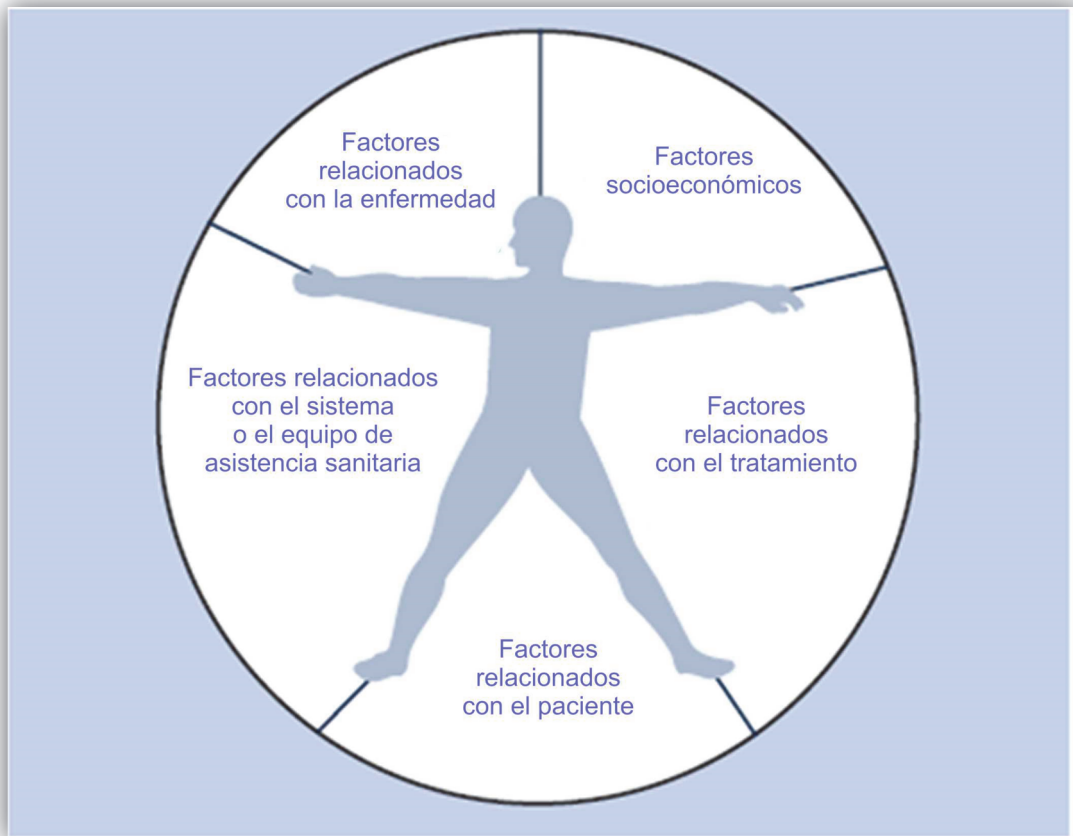 Factores
relacionados
con la enfermedad
Factores
socioeconómicos
Factores relacionados
con el sistema
o el equipo de
asistencia sanitaria
Factores
relacionados
con el tratamiento
Factores
relacionados
con el paciente